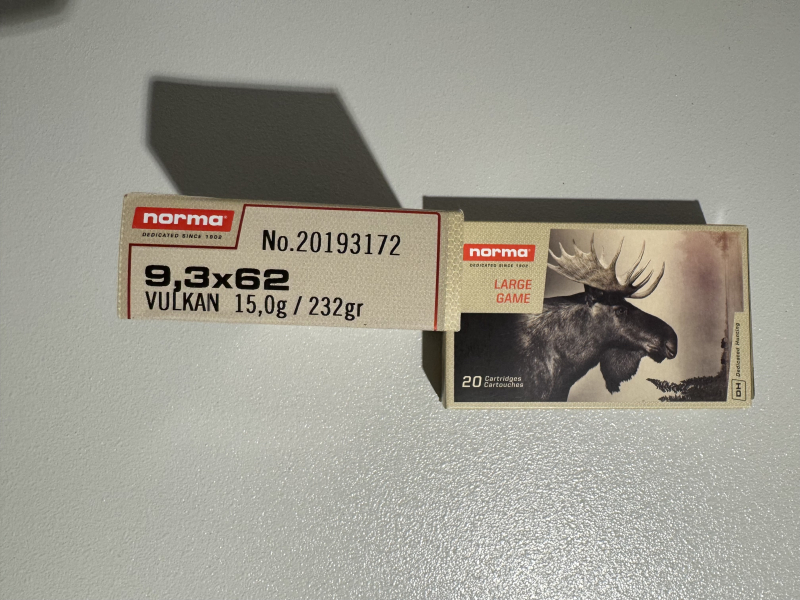 norma
DEDICATED SINCE 1902
No.20193172
9,3x62
VULKAN 15,0g / 232gr
norma
DEDICATED SINCE 1902
LARGE
GAME
20 Cartridges
Cartouches
DH Dedicated Hunting